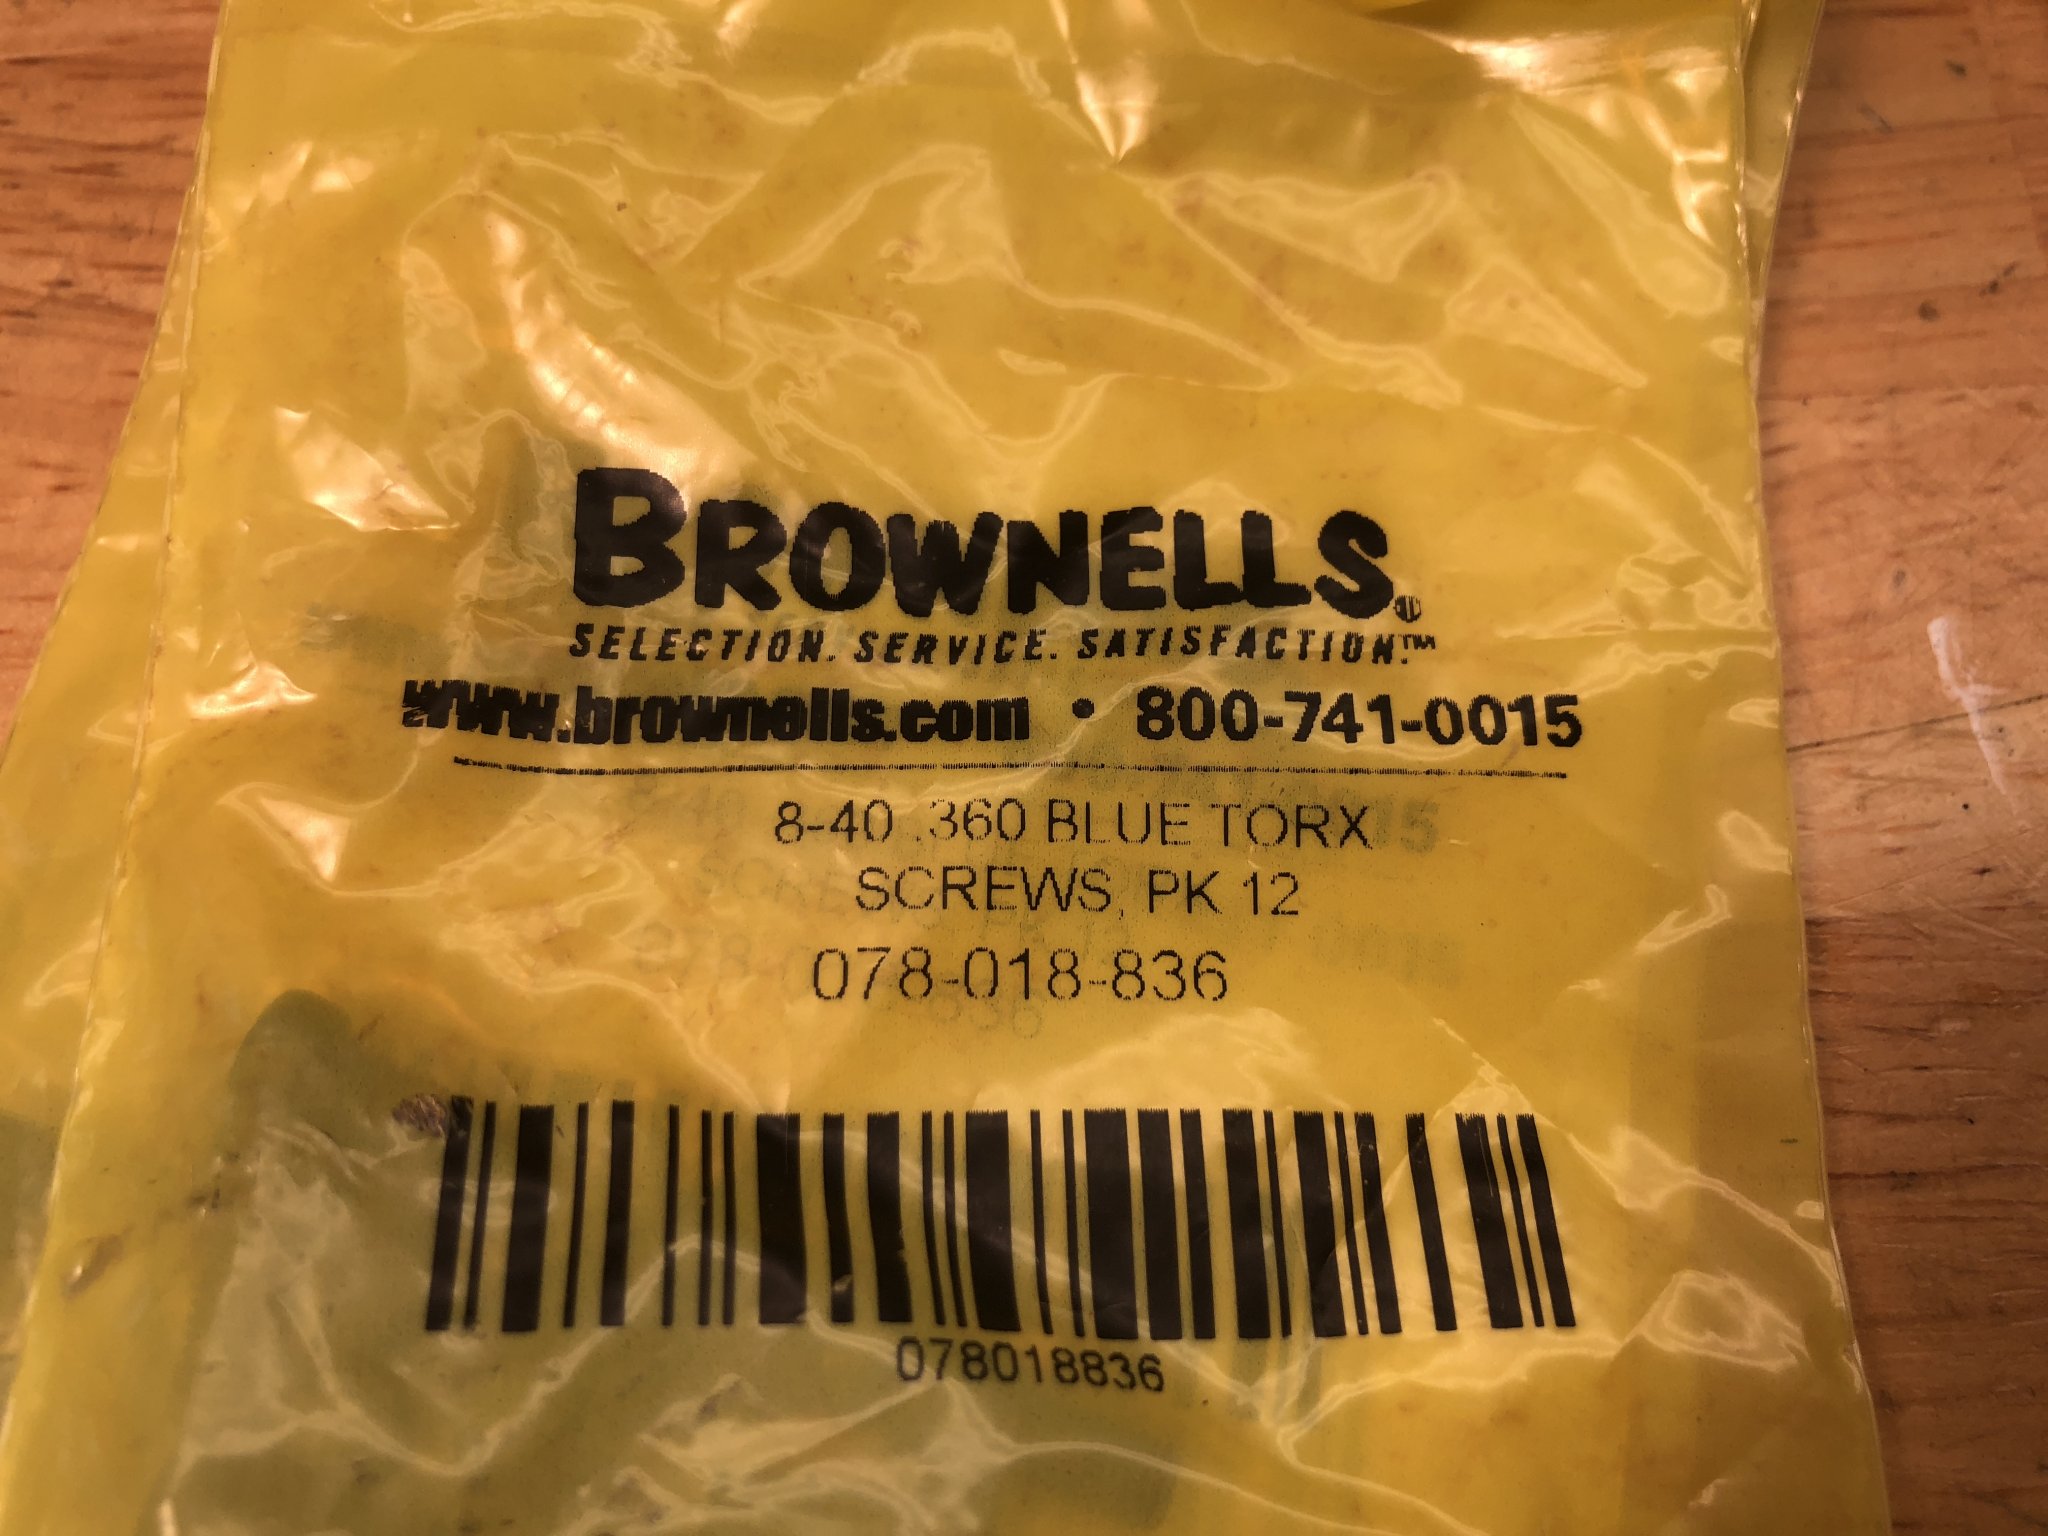 BROWNELLS®
SELECTION. SERVICE. SATISFACTION.™
www.brownells.com • 800-741-0015
8-40 .360 BLUE TORX
SCREWS, PK 12
078-018-836
078018836